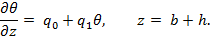 ∂θ/∂z = q₀ + q₁θ, z = b + h.